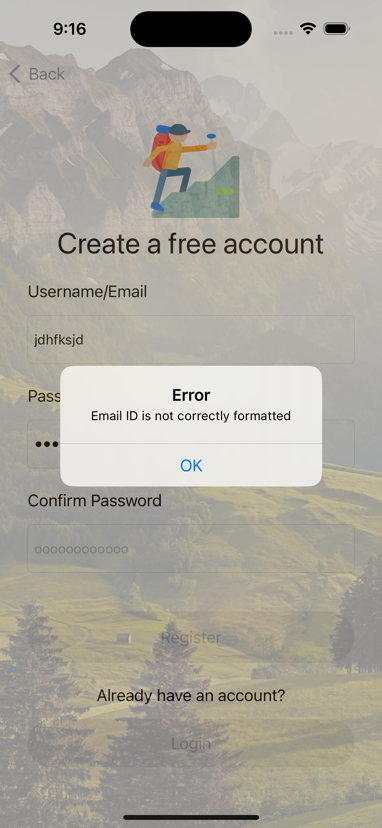 9:16
Back
Create a free account
Username/Email
jdhfksjd
Pass
Error
Email ID is not correctly formatted
OK
Confirm Password
oooooooooooo
Register
Already have an account?
Login